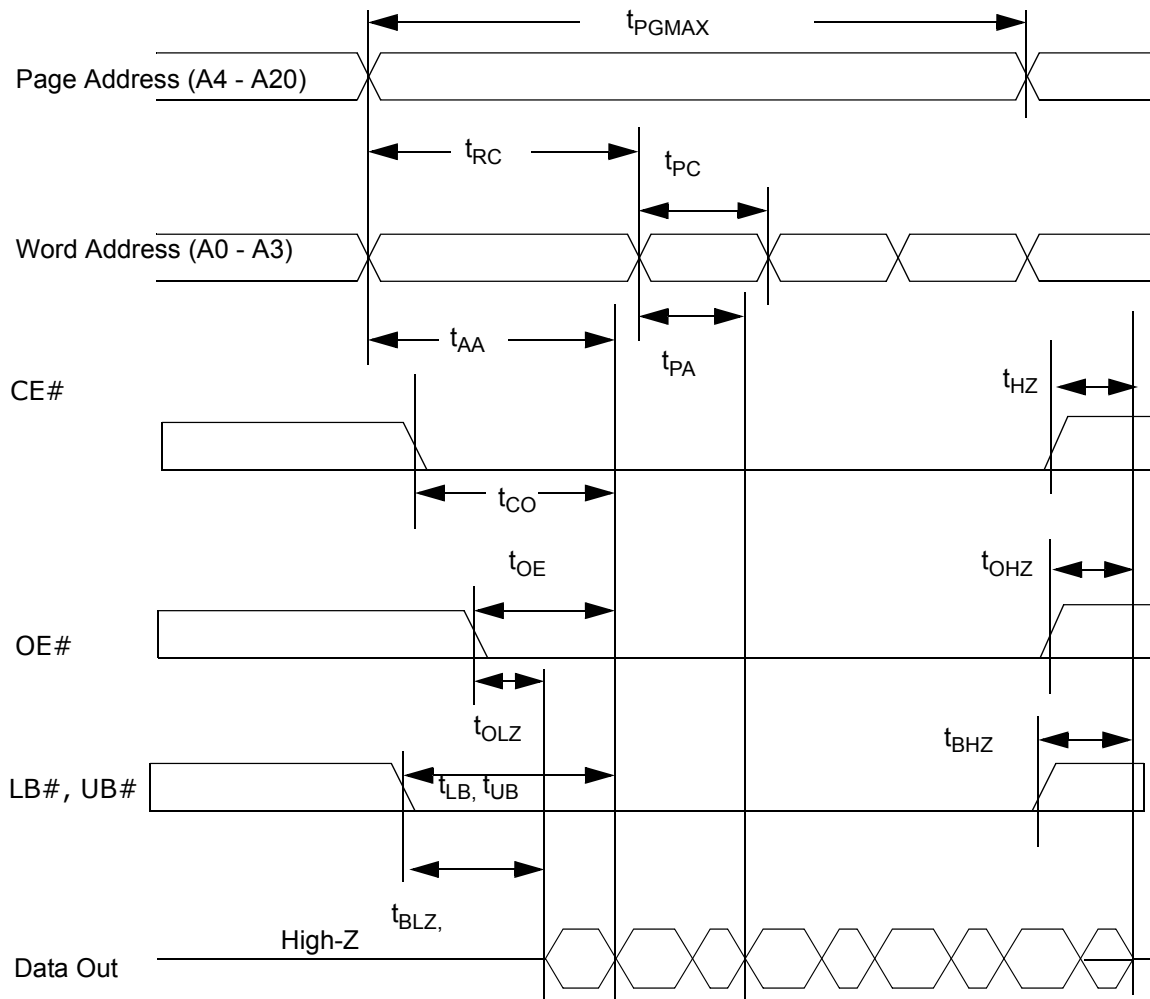 tPGMAX
Page Address (A4 - A20)
tRC
tPC
Word Address (A0 - A3)
tAA
tPA
CE#
tHZ
tCO
tOE
tOHZ
OE#
tOLZ
tBHZ
LB#, UB#
tLB, tUB
tBLZ,
High-Z
Data Out